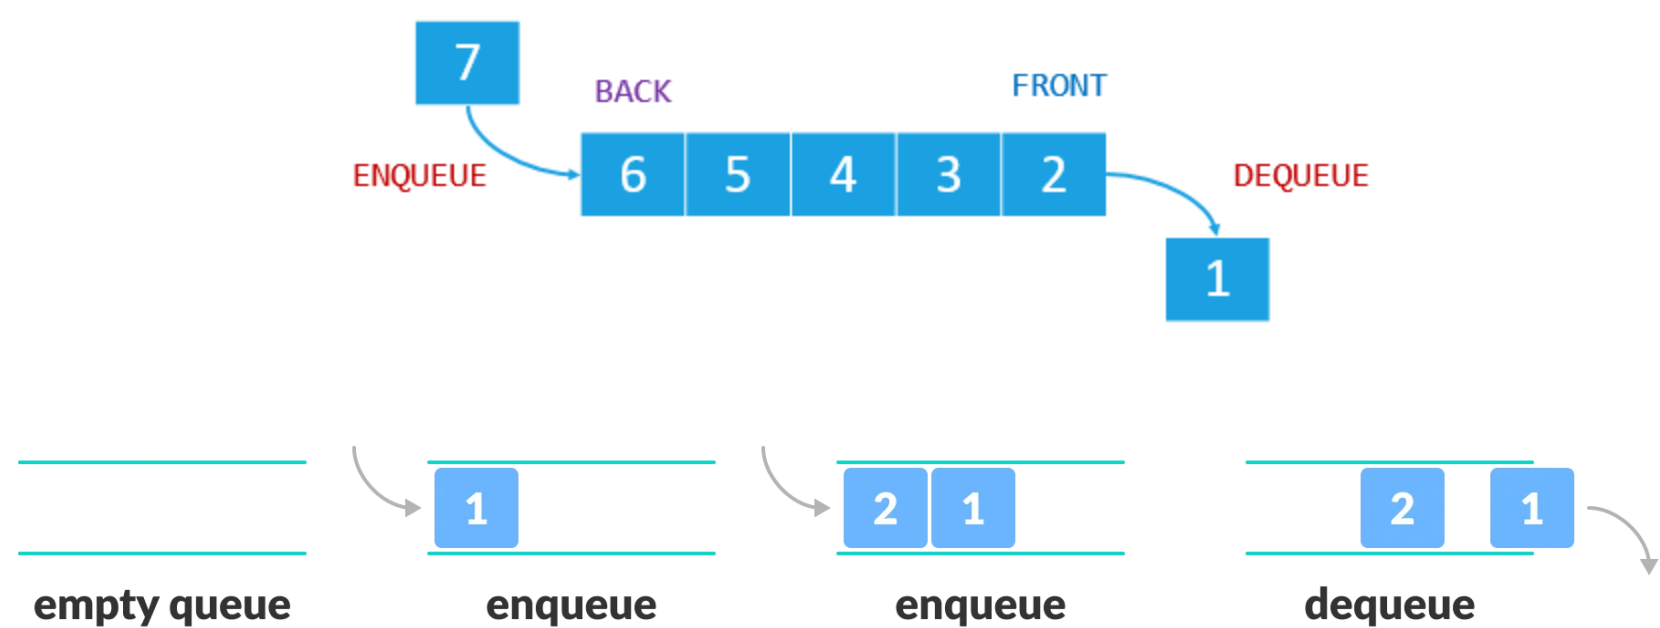 7
BACK
FRONT
ENQUEUE
6 5 4 3 2
DEQUEUE
1
1
2 1
2 1
empty queue
enqueue
enqueue
dequeue